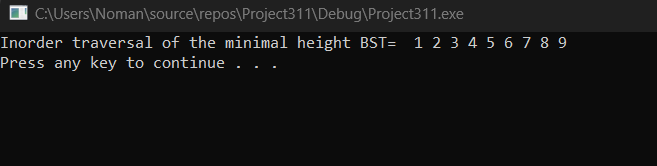 C:\Users\Noman\source\repos\Project311\Debug\Project311.exe
Inorder traversal of the minimal height BST=  1 2 3 4 5 6 7 8 9
Press any key to continue . . .